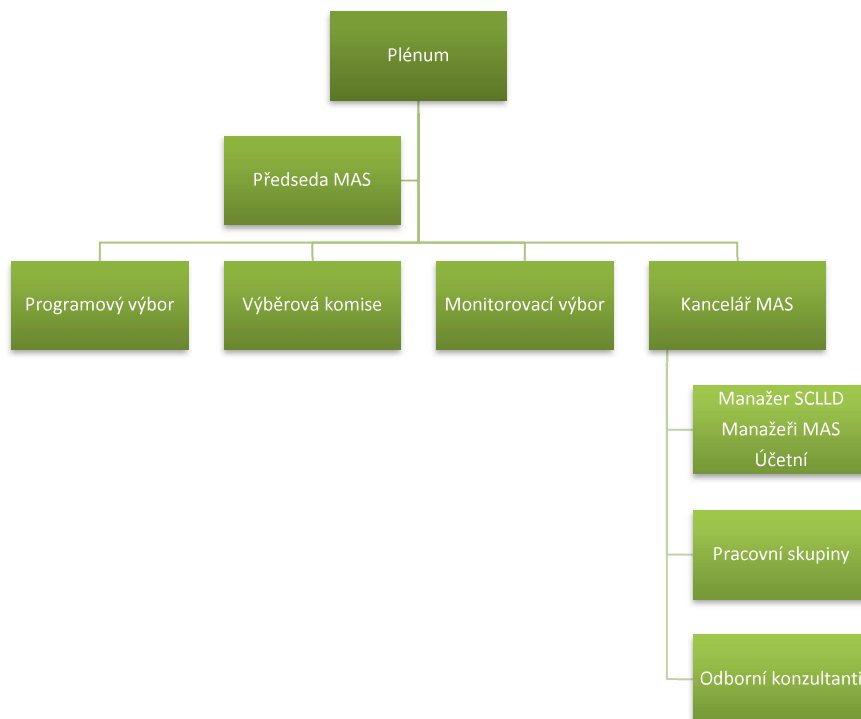 Plénum
Předseda MAS
Programový výbor
Výběrová komise
Monitorovací výbor
Kancelář MAS
Manažer SCLLD
Manažeři MAS
Účetní
Pracovní skupiny
Odborní konzultanti